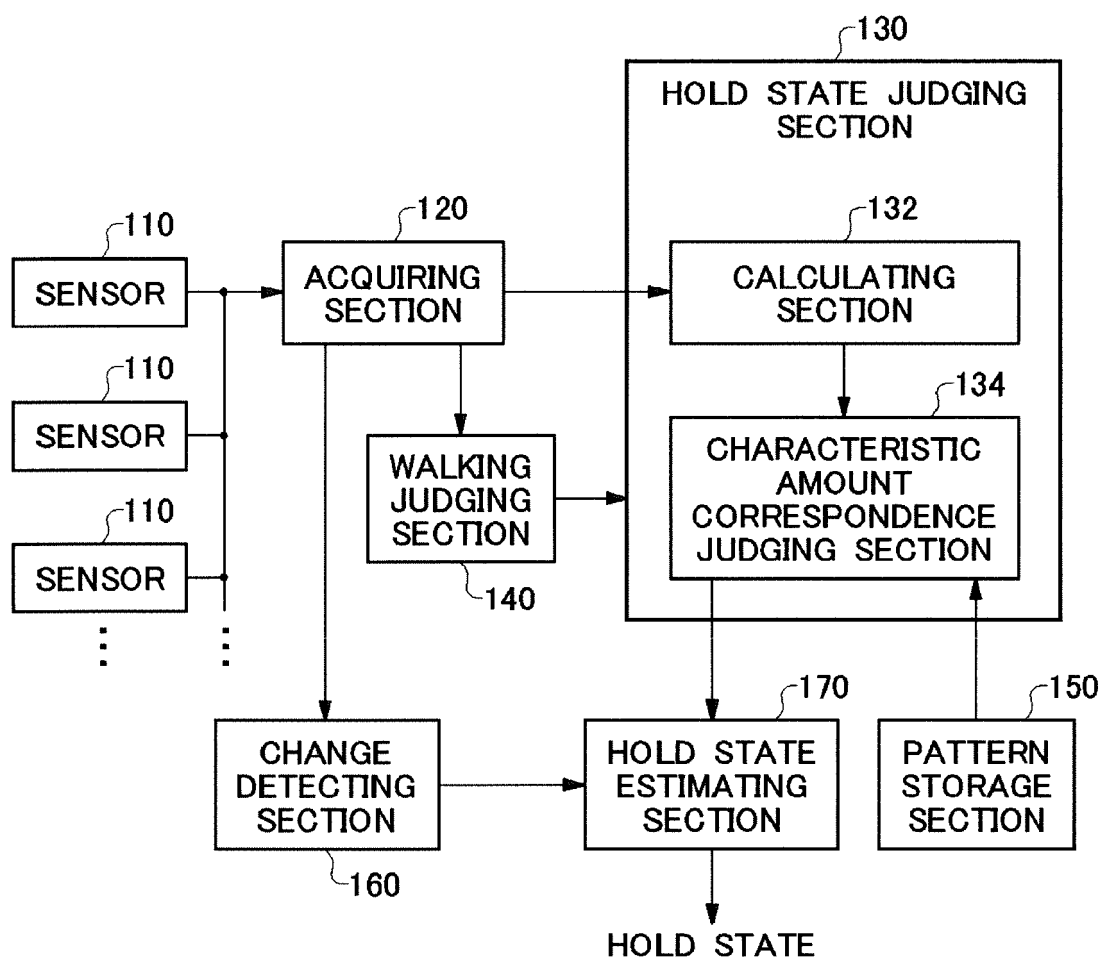 130
HOLD STATE JUDGING
SECTION
110
SENSOR
120
ACQUIRING
SECTION
132
CALCULATING
SECTION
110
SENSOR
134
CHARACTERISTIC
AMOUNT
CORRESPONDENCE
JUDGING SECTION
WALKING
JUDGING
SECTION
140
110
SENSOR
170
HOLD STATE
ESTIMATING
SECTION
150
PATTERN
STORAGE
SECTION
CHANGE
DETECTING
SECTION
160
HOLD STATE